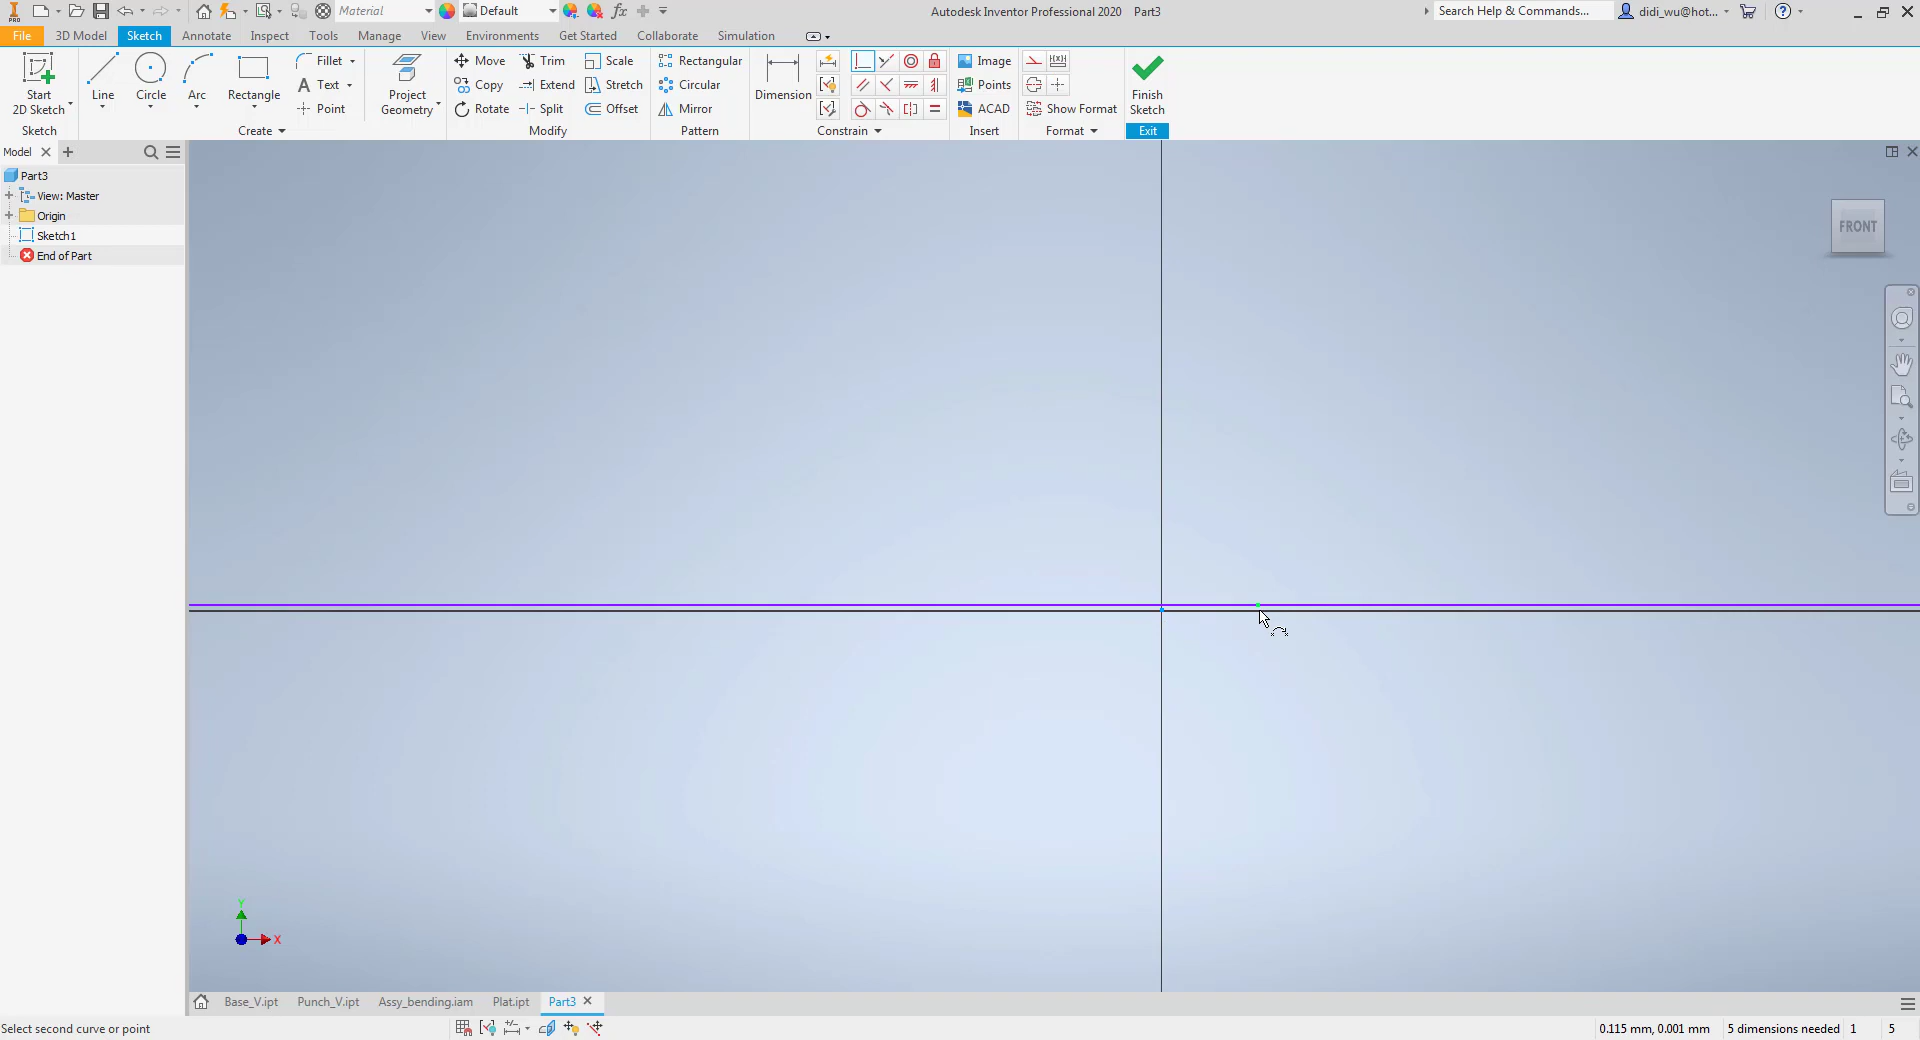 PRO
Material
Default
fx
Autodesk Inventor Professional 2020 Part3
Search Help & Commands...
didi_wu@hot...
File
3D Model
Sketch
Annotate
Inspect
Tools
Manage
View
Environments
Get Started
Collaborate
Simulation
Start
2D Sketch
Line
Circle
Arc
Rectangle
Fillet
Text
Point
Project
Geometry
Move
Copy
Rotate
Trim
Extend
Split
Scale
Stretch
Offset
Rectangular
Circular
Mirror
Dimension
Image
Points
ACAD
Show Format
Finish
Sketch
Sketch
Create
Modify
Pattern
Constrain
Insert
Format
Exit
Model
Part3
View: Master
Origin
Sketch1
End of Part
FRONT
Y
X
Base_V.ipt
Punch_V.ipt
Assy_bending.iam
Plat.ipt
Part3
Select second curve or point
0.115 mm, 0.001 mm
5 dimensions needed
1
5